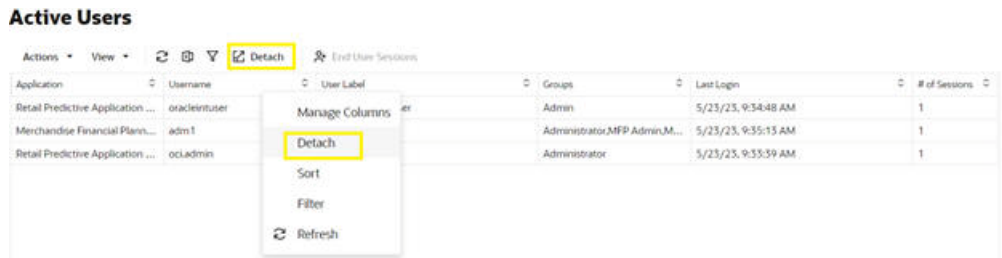 Active Users
Actions View Detach End User Sessions
Application Username User Label Groups Last Login # of Sessions
Retail Predictive Application ... oracleintuser er Admin 5/23/23, 9:34:48 AM 1
Merchandise Financial Plann... adm1 Administrator,MFP Admin,M... 5/23/23, 9:35:13 AM 1
Retail Predictive Application ... oci.admin Administrator 5/23/23, 9:33:39 AM 1
Manage Columns
Detach
Sort
Filter
Refresh